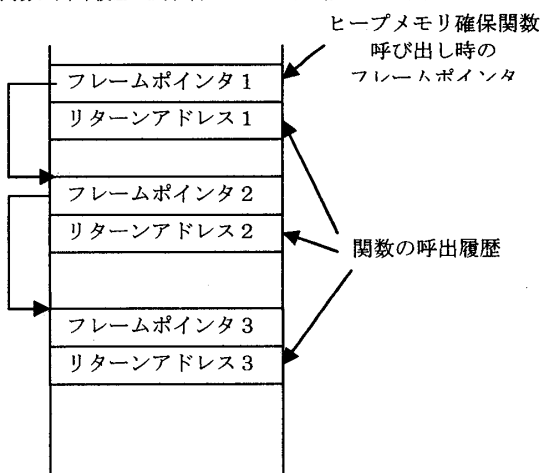 ヒープメモリ確保関数
呼び出し時の
フレームポインタ
フレームポインタ1
リターンアドレス1
フレームポインタ2
リターンアドレス2
関数の呼出履歴
フレームポインタ3
リターンアドレス3